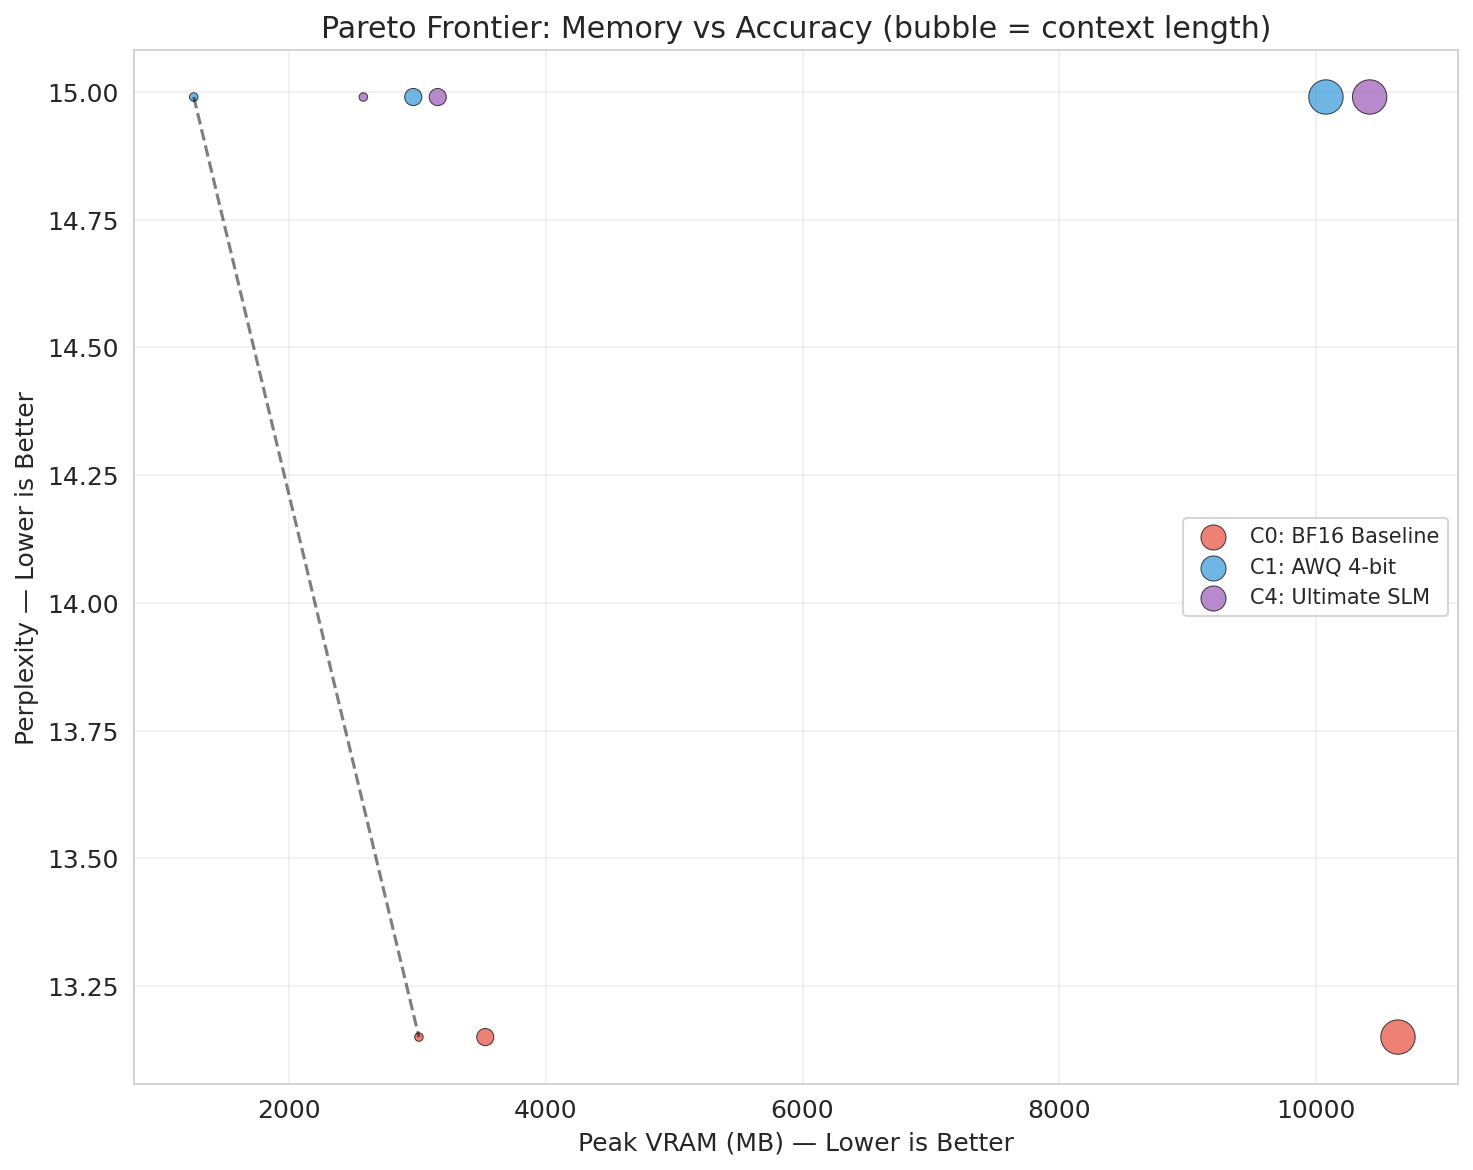 Pareto Frontier: Memory vs Accuracy (bubble = context length)
Perplexity — Lower is Better
15.00
14.75
14.50
14.25
14.00
13.75
13.50
13.25
C0: BF16 Baseline
C1: AWQ 4-bit
C4: Ultimate SLM
2000 4000 6000 8000 10000
Peak VRAM (MB) — Lower is Better